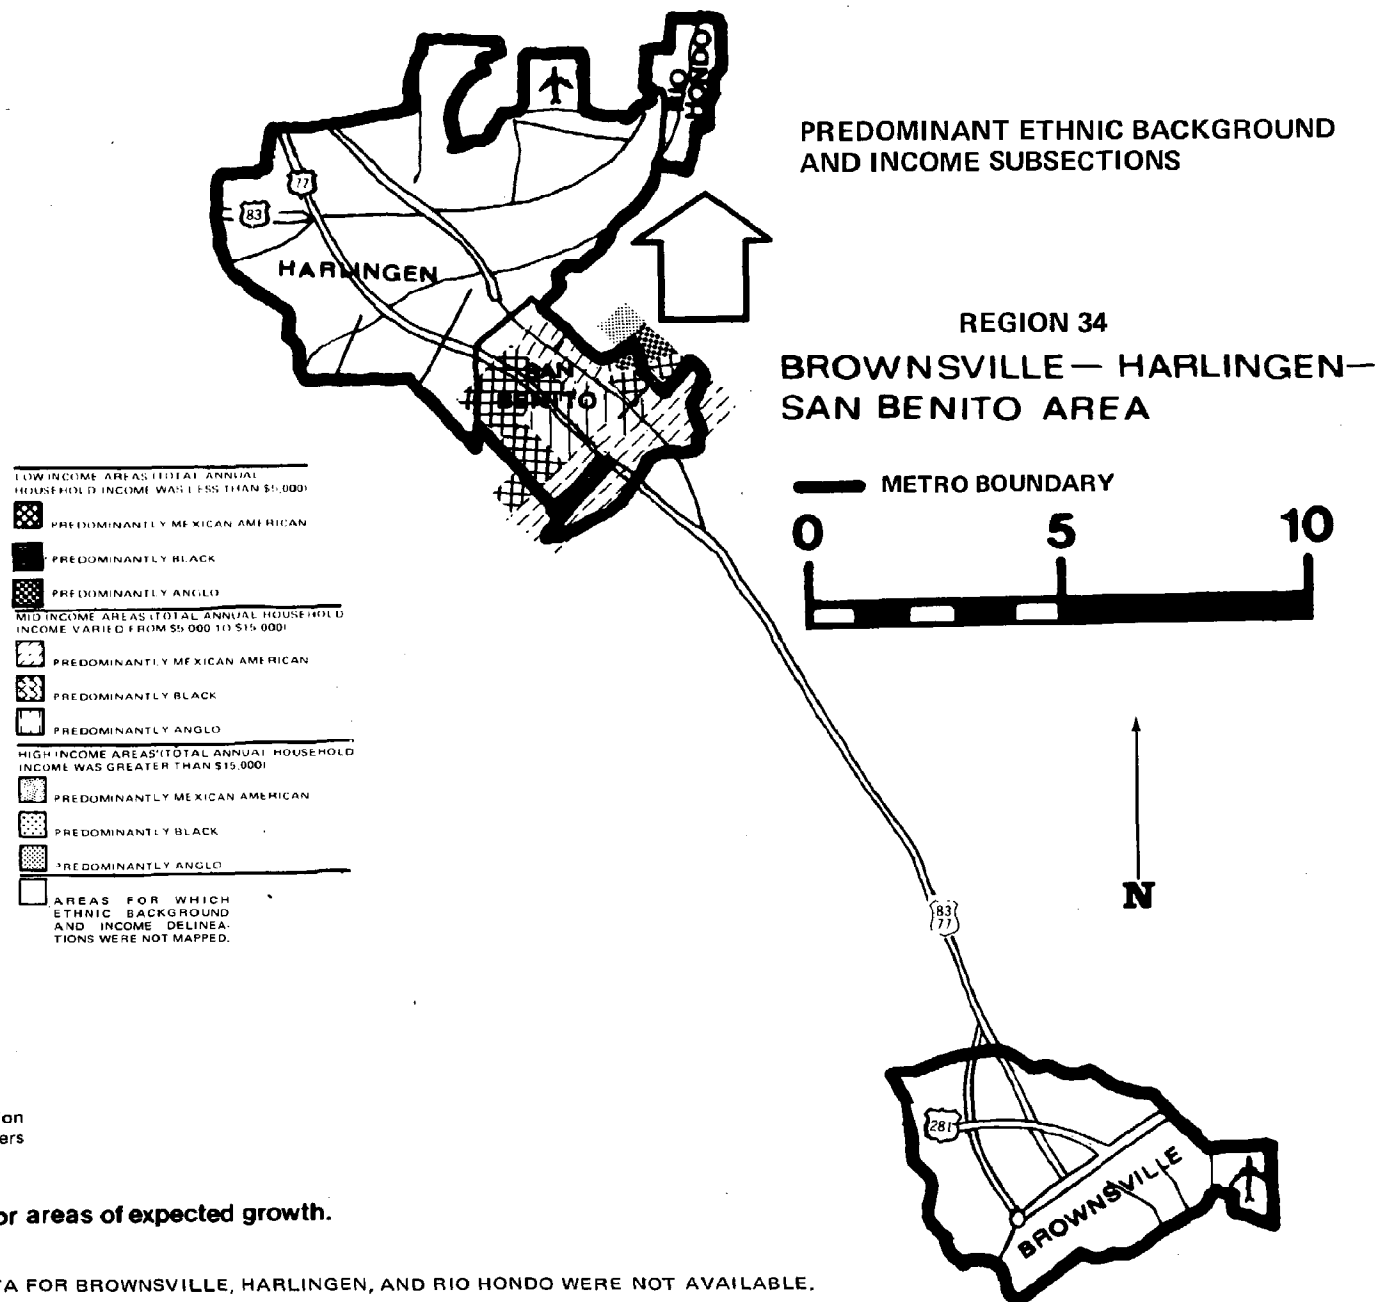 RIO
HONDO
PREDOMINANT ETHNIC BACKGROUND
AND INCOME SUBSECTIONS
77
83
HARLINGEN
REGION 34
BROWNSVILLE— HARLINGEN—
SAN BENITO AREA
SAN
BENITO
METRO BOUNDARY
0 5 10
LOW INCOME AREAS (TOTAL ANNUAL
HOUSEHOLD INCOME WAS LESS THAN $5,000)
PREDOMINANTLY MEXICAN AMERICAN
PREDOMINANTLY BLACK
PREDOMINANTLY ANGLO
MID INCOME AREAS (TOTAL ANNUAL HOUSEHOLD
INCOME VARIED FROM $5 000 TO $15 000)
PREDOMINANTLY MEXICAN AMERICAN
PREDOMINANTLY BLACK
PREDOMINANTLY ANGLO
HIGH INCOME AREAS (TOTAL ANNUAL HOUSEHOLD
INCOME WAS GREATER THAN $15,000)
PREDOMINANTLY MEXICAN AMERICAN
PREDOMINANTLY BLACK
PREDOMINANTLY ANGLO
AREAS FOR WHICH
ETHNIC BACKGROUND
AND INCOME DELINEA-
TIONS WERE NOT MAPPED.
N
83
77
on
ers
281
BROWNSVILLE
or areas of expected growth.
TA FOR BROWNSVILLE, HARLINGEN, AND RIO HONDO WERE NOT AVAILABLE.